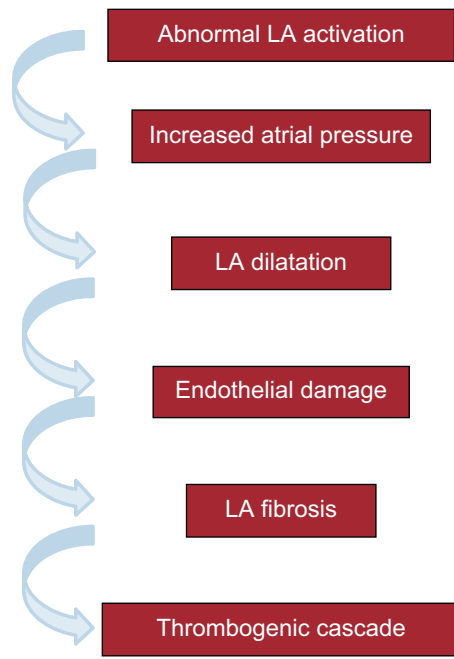 Abnormal LA activation
Increased atrial pressure
LA dilatation
Endothelial damage
LA fibrosis
Thrombogenic cascade